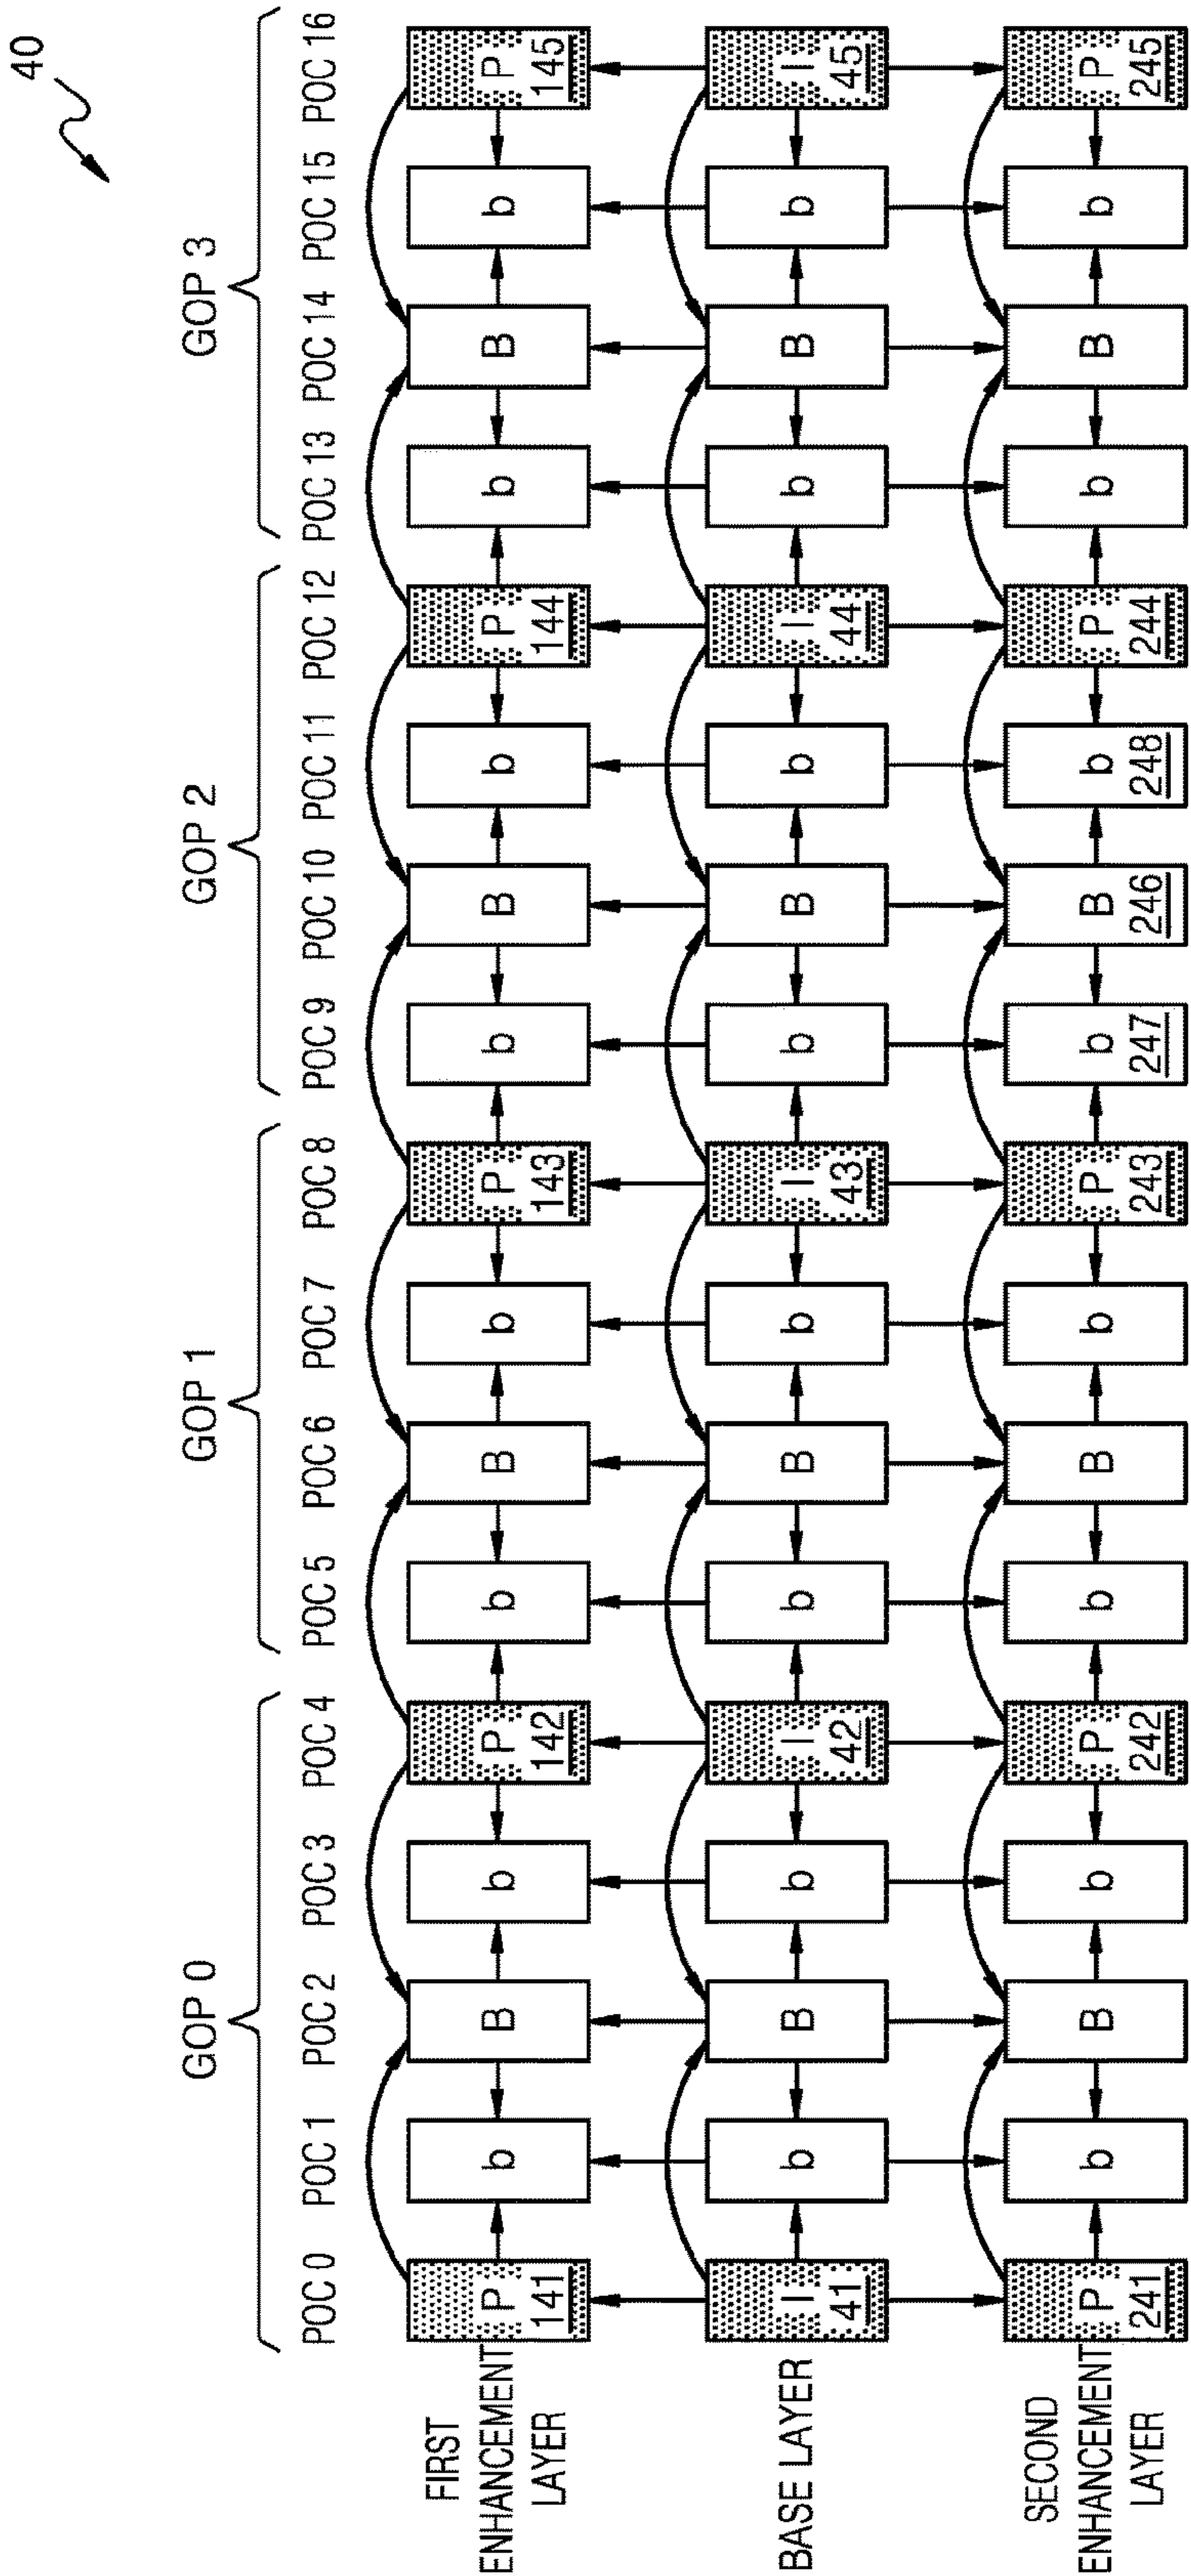 40
GOP 0 GOP 1 GOP 2 GOP 3
POC 0 POC 1 POC 2 POC 3 POC 4 POC 5 POC 6 POC 7 POC 8 POC 9 POC 10 POC 11 POC 12 POC 13 POC 14 POC 15 POC 16
FIRST
ENHANCEMENT
LAYER
P b B b P b B b P b B b P b B b P
141 142 143 144 145
BASE LAYER
I b B b I b B b I b B b I b B b I
41 42 43 44 45
SECOND
ENHANCEMENT
LAYER
P b B b P b B b P b B b P b B b P
241 242 243 247 246 248 244 245